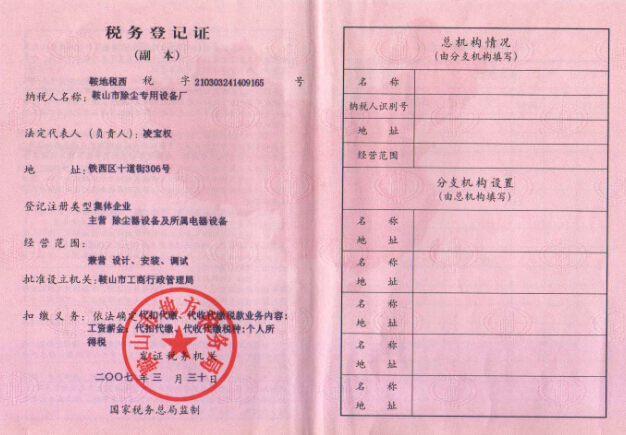 税务登记证
(副 本)
鞍地税西 税 字 210303241409165 号
纳税人名称: 鞍山市除尘专用设备厂
法定代表人(负责人): 凌宝权
地 址: 铁西区十道街306号
登记注册类型 集体企业
主营 除尘器设备及所属电器设备
经营范围:
兼营 设计、安装、调试
批准设立机关: 鞍山市工商行政管理局
扣缴义务: 依法确定代扣代缴、代收代缴税款业务内容:
工资薪金、代扣代缴、代收代缴税种:个人所
得税
鞍山市地方税务局
发证税务机关
二〇〇七 年 三 月 三十 日
国家税务总局监制
总机构情况
(由分支机构填写)
名 称
纳税人识别号
地 址
经营范围
分支机构设置
(由总机构填写)
名 称
地 址
名 称
地 址
名 称
地 址
名 称
地 址
名 称
地 址